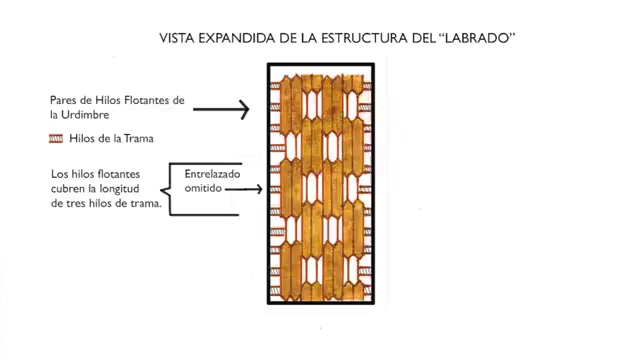 VISTA EXPANDIDA DE LA ESTRUCTURA DEL “LABRADO”
Pares de Hilos Flotantes de
la Urdimbre
Hilos de la Trama
Los hilos flotantes
cubren la longitud
de tres hilos de trama.
Entrelazado
omitido